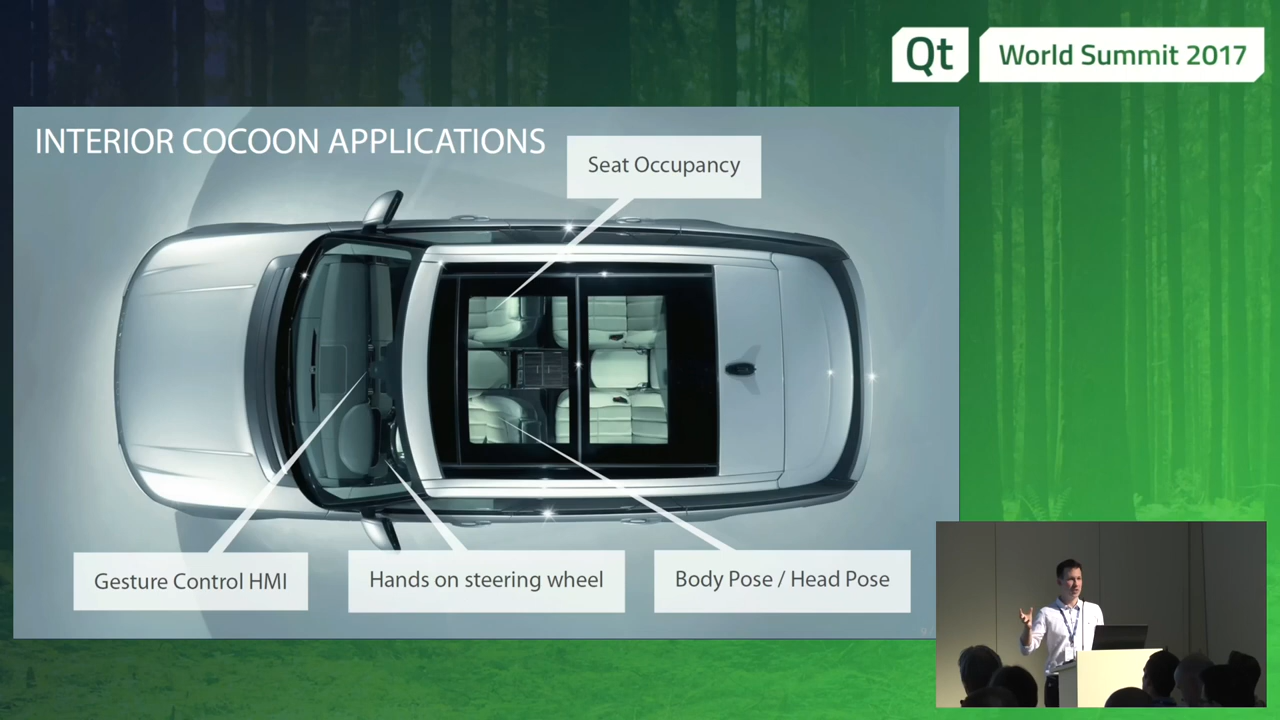 Qt
World Summit 2017
INTERIOR COCOON APPLICATIONS
Seat Occupancy
Gesture Control HMI
Hands on steering wheel
Body Pose / Head Pose